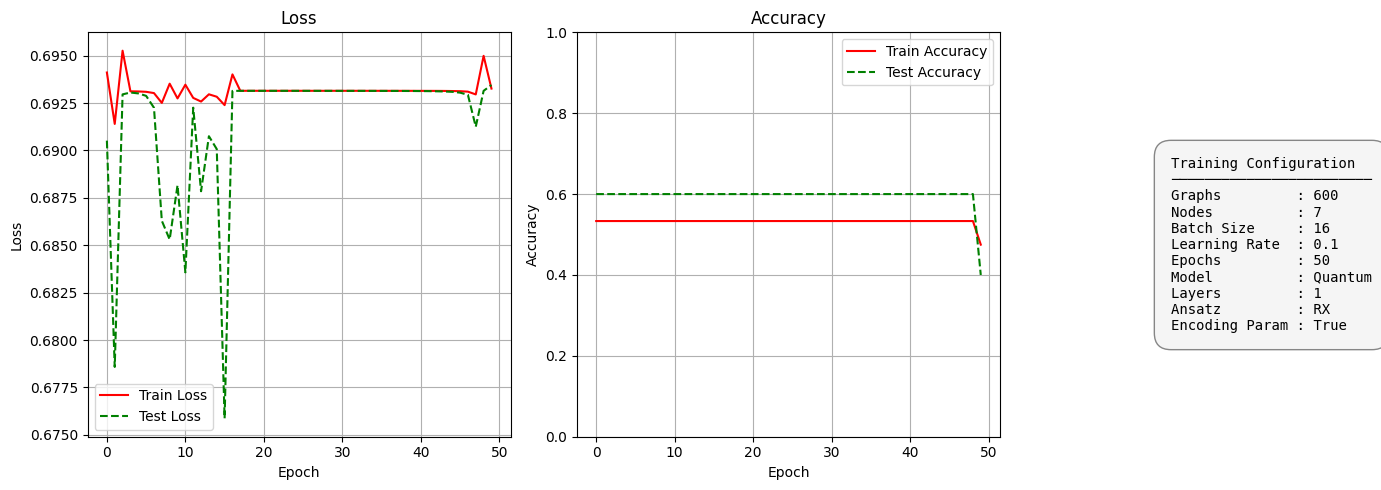 Loss
0.6950
0.6925
0.6900
0.6875
0.6850
0.6825
0.6800
0.6775
0.6750
Loss
Train Loss
Test Loss
0 10 20 30 40 50
Epoch
Accuracy
1.0
0.8
0.6
0.4
0.2
0.0
Accuracy
Train Accuracy
Test Accuracy
0 10 20 30 40 50
Epoch
Training Configuration
Graphs : 600
Nodes : 7
Batch Size : 16
Learning Rate : 0.1
Epochs : 50
Model : Quantum
Layers : 1
Ansatz : RX
Encoding Param : True